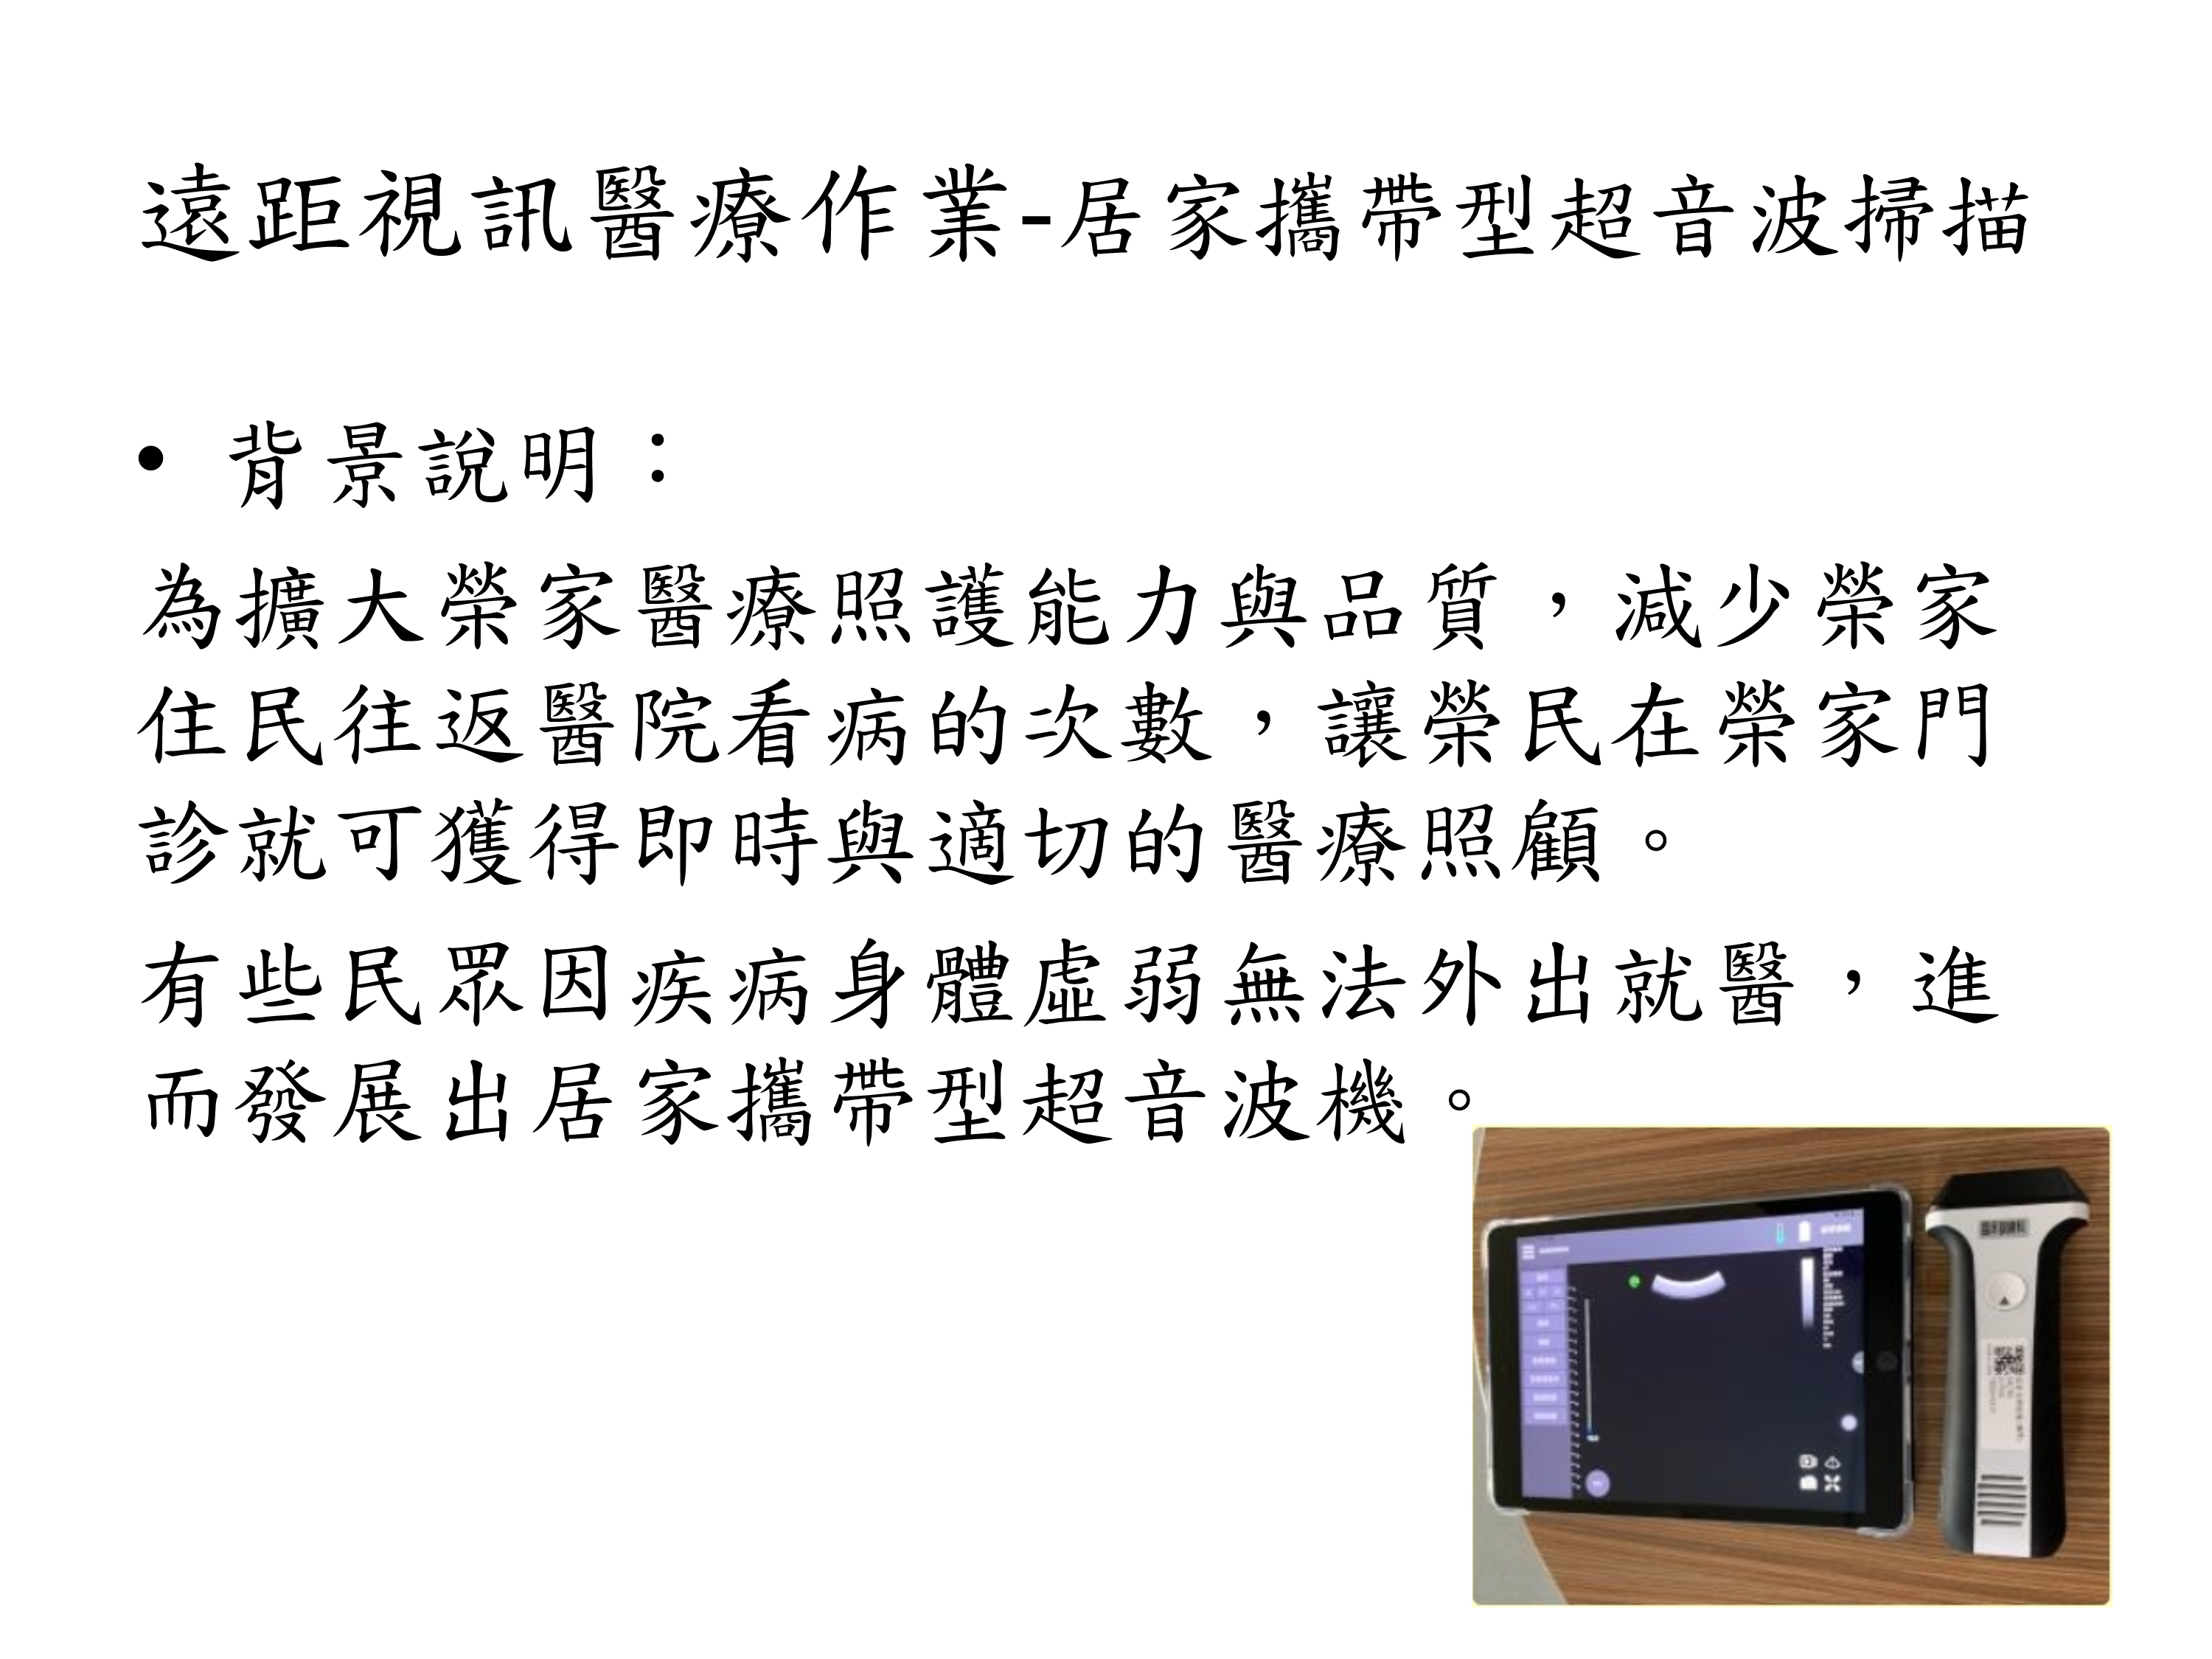 遠距視訊醫療作業-居家攜帶型超音波掃描
• 背景說明：
為擴大榮家醫療照護能力與品質，減少榮家
住民往返醫院看病的次數，讓榮民在榮家門
診就可獲得即時與適切的醫療照顧。
有些民眾因疾病身體虛弱無法外出就醫，進
而發展出居家攜帶型超音波機。